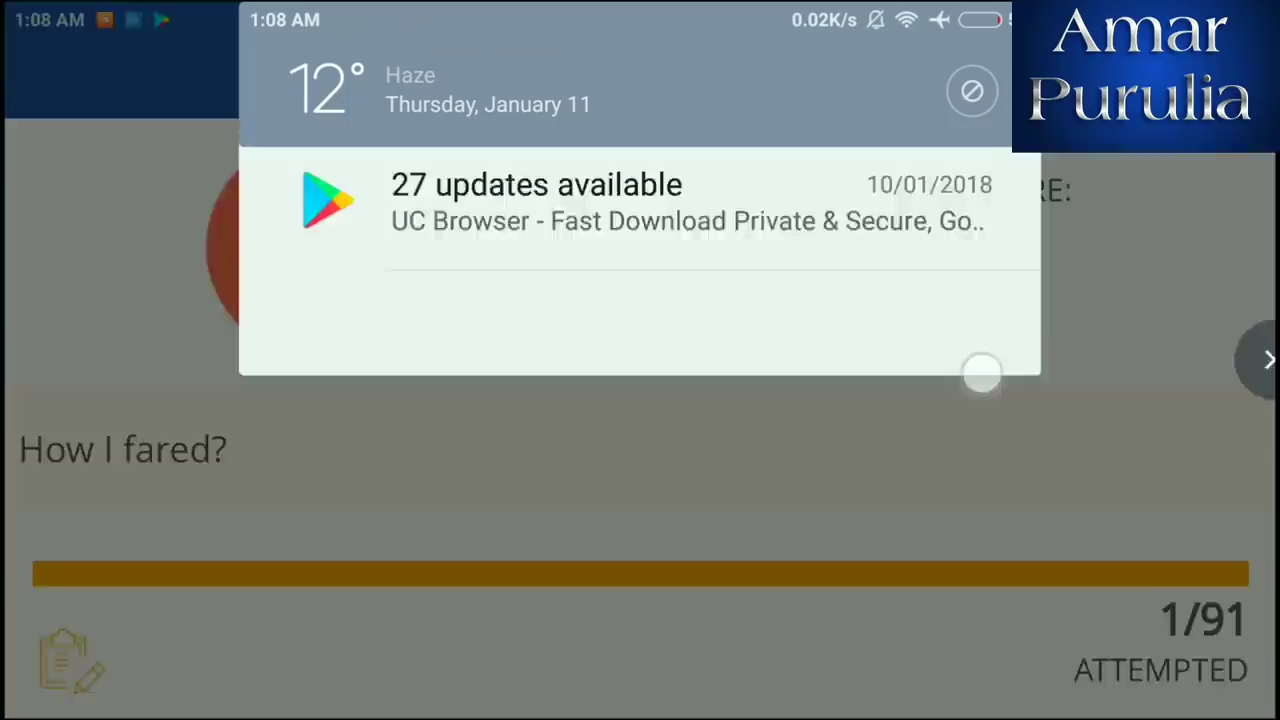 1:08 AM
1:08 AM
0.02K/s
Amar
Purulia
12°
Haze
Thursday, January 11
27 updates available
10/01/2018
UC Browser - Fast Download Private & Secure, Go..
RE:
How I fared?
1/91
ATTEMPTED